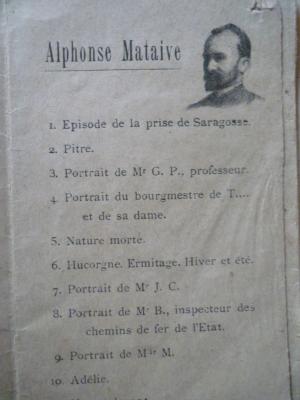 Alphonse Mataive
1. Episode de la prise de Saragosse.
2. Pitre.
3. Portrait de Mr G. P., professeur.
4. Portrait du bourgmestre de T....
et de sa dame.
5. Nature morte.
6. Hucorgne. Ermitage. Hiver et été.
7. Portrait de Mr J. C.
8. Portrait de Mr B., inspecteur des
chemins de fer de l'Etat.
9. Portrait de M M.
10. Adélie.